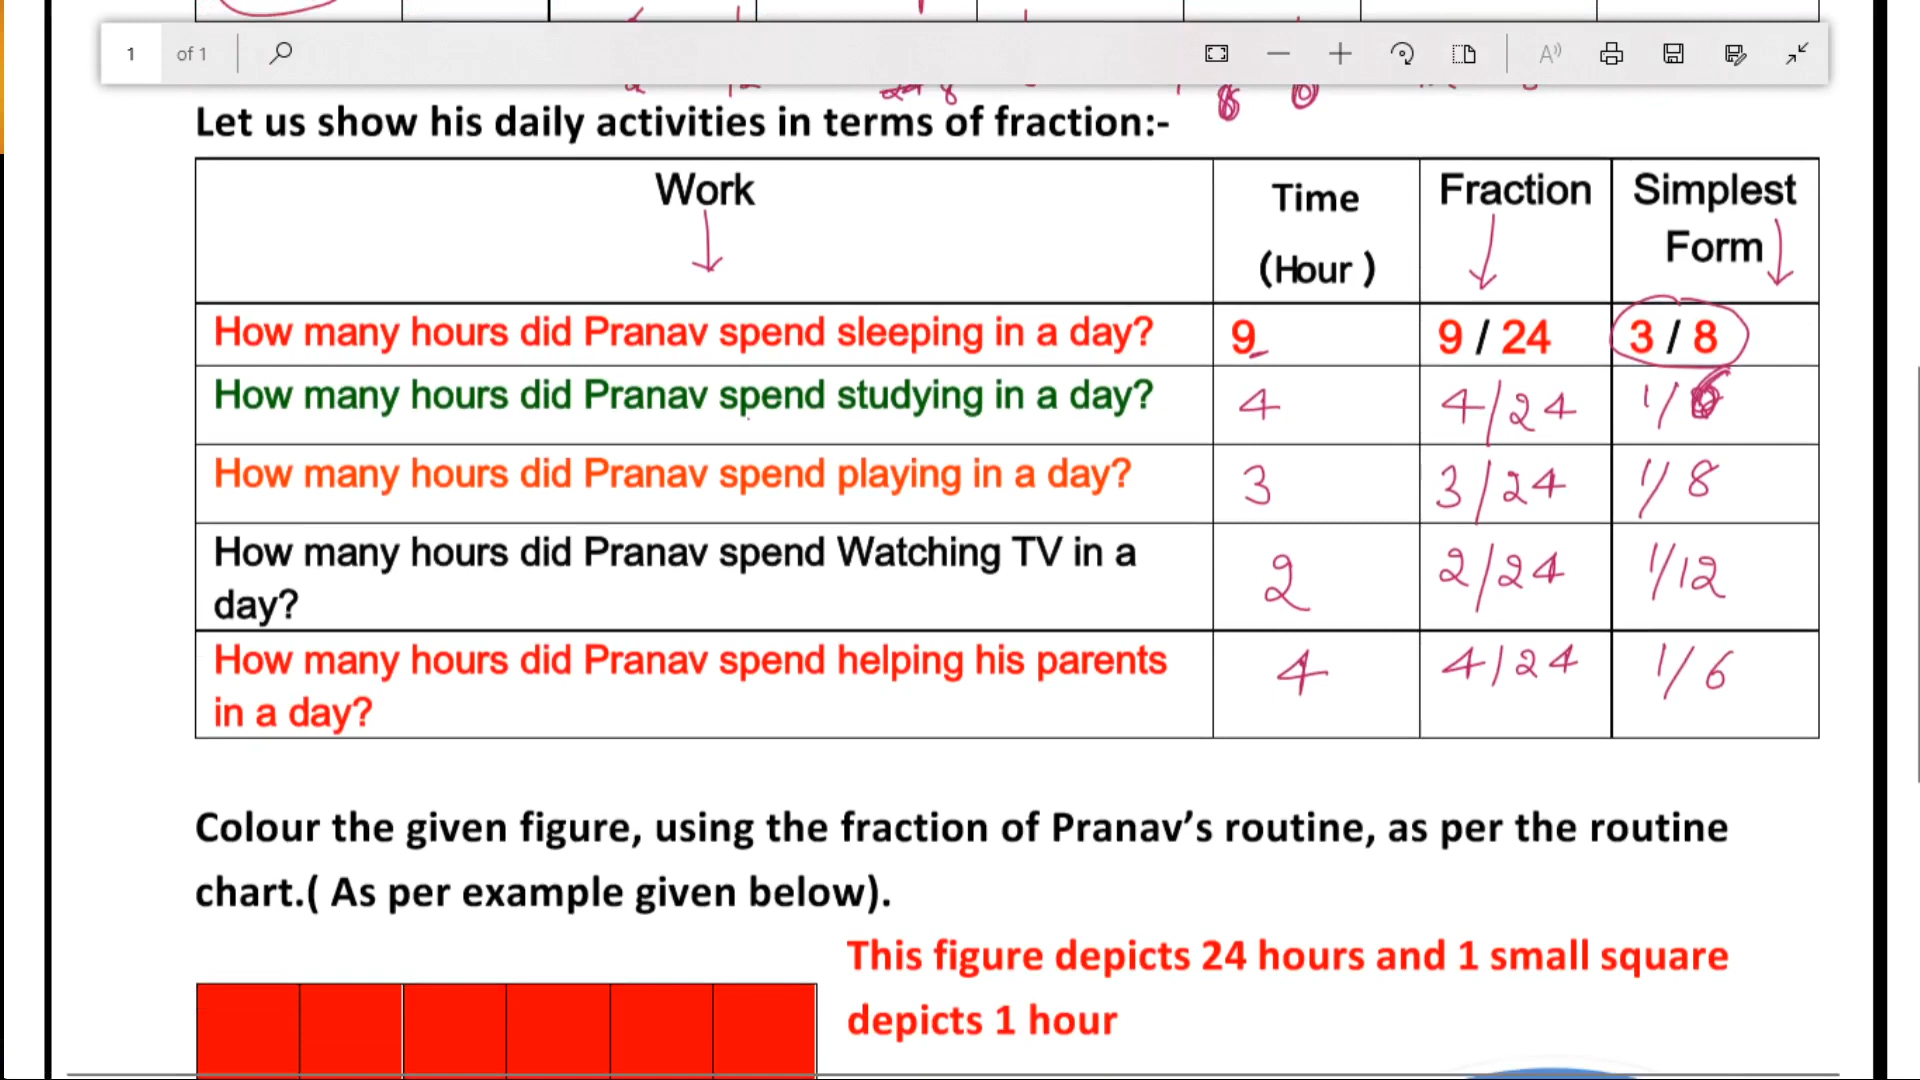 1 of 1
Let us show his daily activities in terms of fraction:-
Work
Time
(Hour )
Fraction
Simplest
Form
How many hours did Pranav spend sleeping in a day? 9 9 / 24 3 / 8
How many hours did Pranav spend studying in a day? 4 4/24 1/6
How many hours did Pranav spend playing in a day? 3 3/24 1/8
How many hours did Pranav spend Watching TV in a
day? 2 2/24 1/12
How many hours did Pranav spend helping his parents
in a day? 4 4/24 1/6
Colour the given figure, using the fraction of Pranav’s routine, as per the routine
chart.( As per example given below).
This figure depicts 24 hours and 1 small square
depicts 1 hour